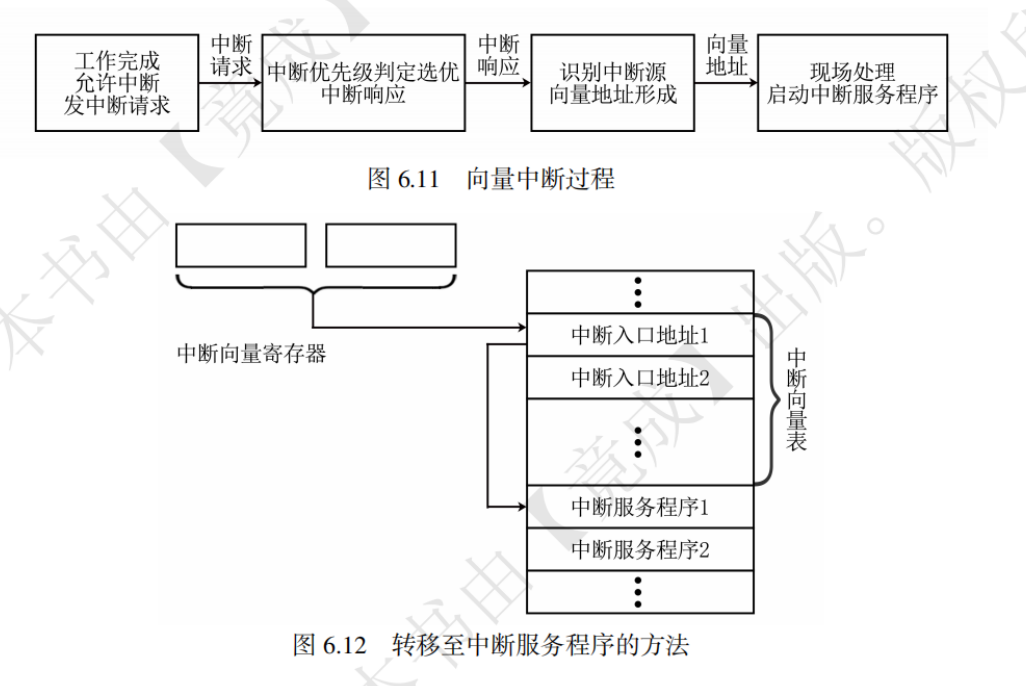 工作完成
允许中断
发中断请求
中断
请求
中断优先级判定选优
中断响应
中断
响应
识别中断源
向量地址形成
向量
地址
现场处理
启动中断服务程序
图 6.11 向量中断过程
中断向量寄存器
中断入口地址1
中断入口地址2
中断服务程序1
中断服务程序2
中断向量表
图 6.12 转移至中断服务程序的方法
本书由【竟成】出版。版权所
本书由【竟成】